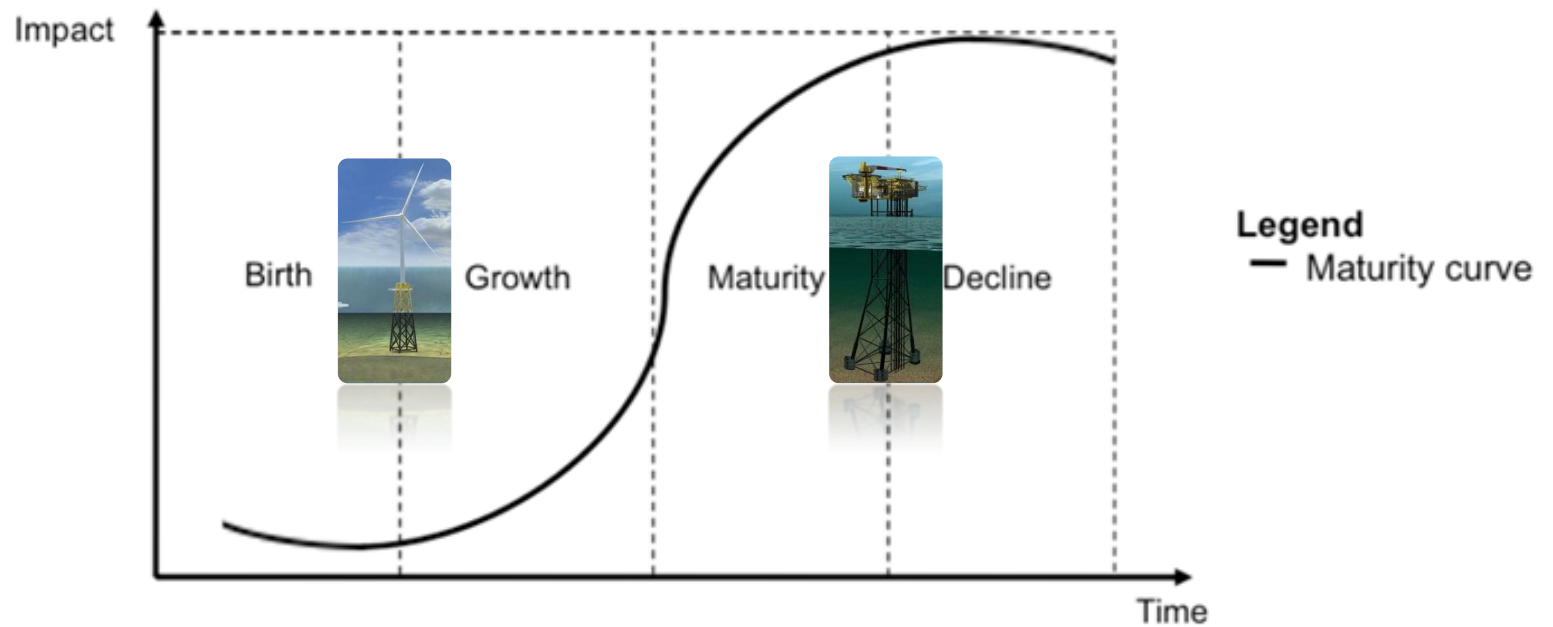 Impact
Birth
Growth
Maturity
Decline
Legend
Maturity curve
Time